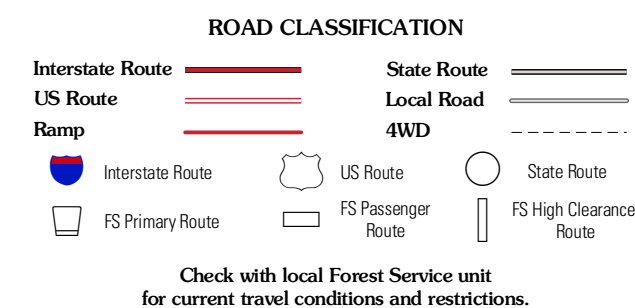 ROAD CLASSIFICATION
Interstate Route
State Route
US Route
Local Road
Ramp
4WD
Interstate Route
US Route
State Route
FS Primary Route
FS Passenger
Route
FS High Clearance
Route
Check with local Forest Service unit
for current travel conditions and restrictions.